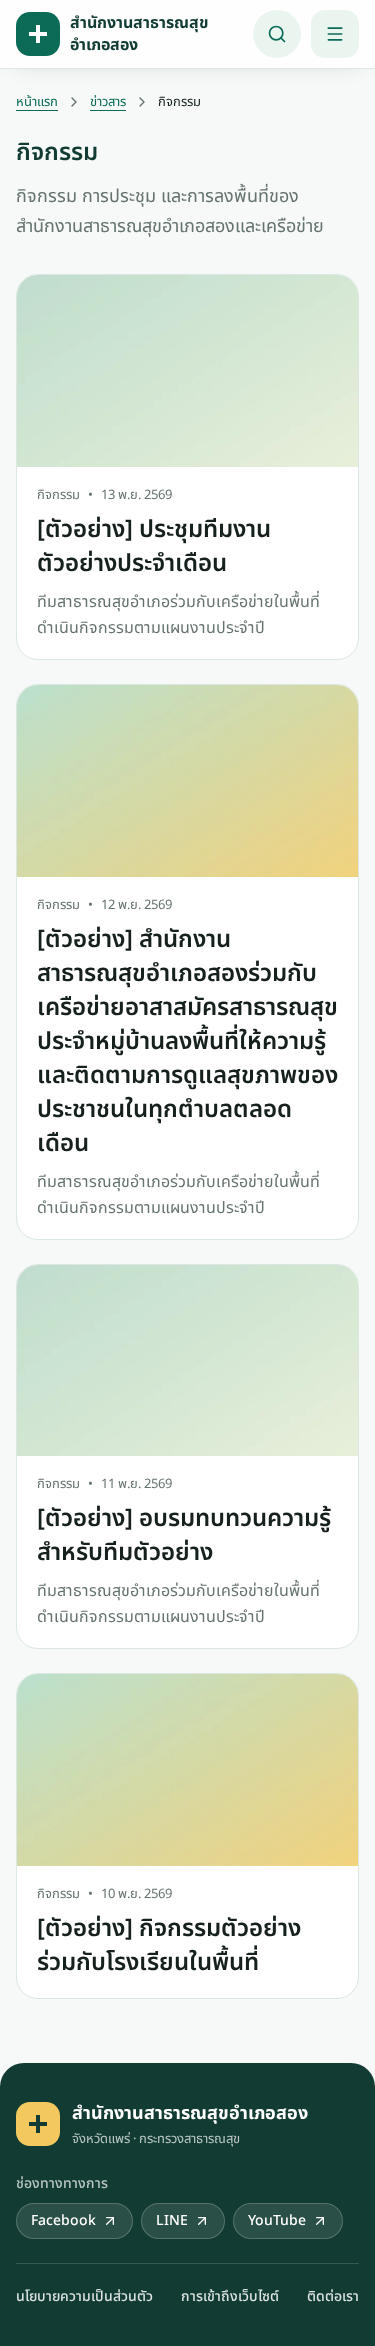 สำนักงานสาธารณสุข
อำเภอสอง
หน้าแรก > ข่าวสาร > กิจกรรม
กิจกรรม
กิจกรรม การประชุม และการลงพื้นที่ของ
สำนักงานสาธารณสุขอำเภอสองและเครือข่าย
กิจกรรม • 13 พ.ย. 2569
[ตัวอย่าง] ประชุมทีมงาน
ตัวอย่างประจำเดือน
ทีมสาธารณสุขอำเภอร่วมกับเครือข่ายในพื้นที่
ดำเนินกิจกรรมตามแผนงานประจำปี
กิจกรรม • 12 พ.ย. 2569
[ตัวอย่าง] สำนักงาน
สาธารณสุขอำเภอสองร่วมกับ
เครือข่ายอาสาสมัครสาธารณสุข
ประจำหมู่บ้านลงพื้นที่ให้ความรู้
และติดตามการดูแลสุขภาพของ
ประชาชนในทุกตำบลตลอด
เดือน
ทีมสาธารณสุขอำเภอร่วมกับเครือข่ายในพื้นที่
ดำเนินกิจกรรมตามแผนงานประจำปี
กิจกรรม • 11 พ.ย. 2569
[ตัวอย่าง] อบรมทบทวนความรู้
สำหรับทีมตัวอย่าง
ทีมสาธารณสุขอำเภอร่วมกับเครือข่ายในพื้นที่
ดำเนินกิจกรรมตามแผนงานประจำปี
กิจกรรม • 10 พ.ย. 2569
[ตัวอย่าง] กิจกรรมตัวอย่าง
ร่วมกับโรงเรียนในพื้นที่
สำนักงานสาธารณสุขอำเภอสอง
จังหวัดแพร่ · กระทรวงสาธารณสุข
ช่องทางทางการ
Facebook LINE YouTube
นโยบายความเป็นส่วนตัว การเข้าถึงเว็บไซต์ ติดต่อเรา